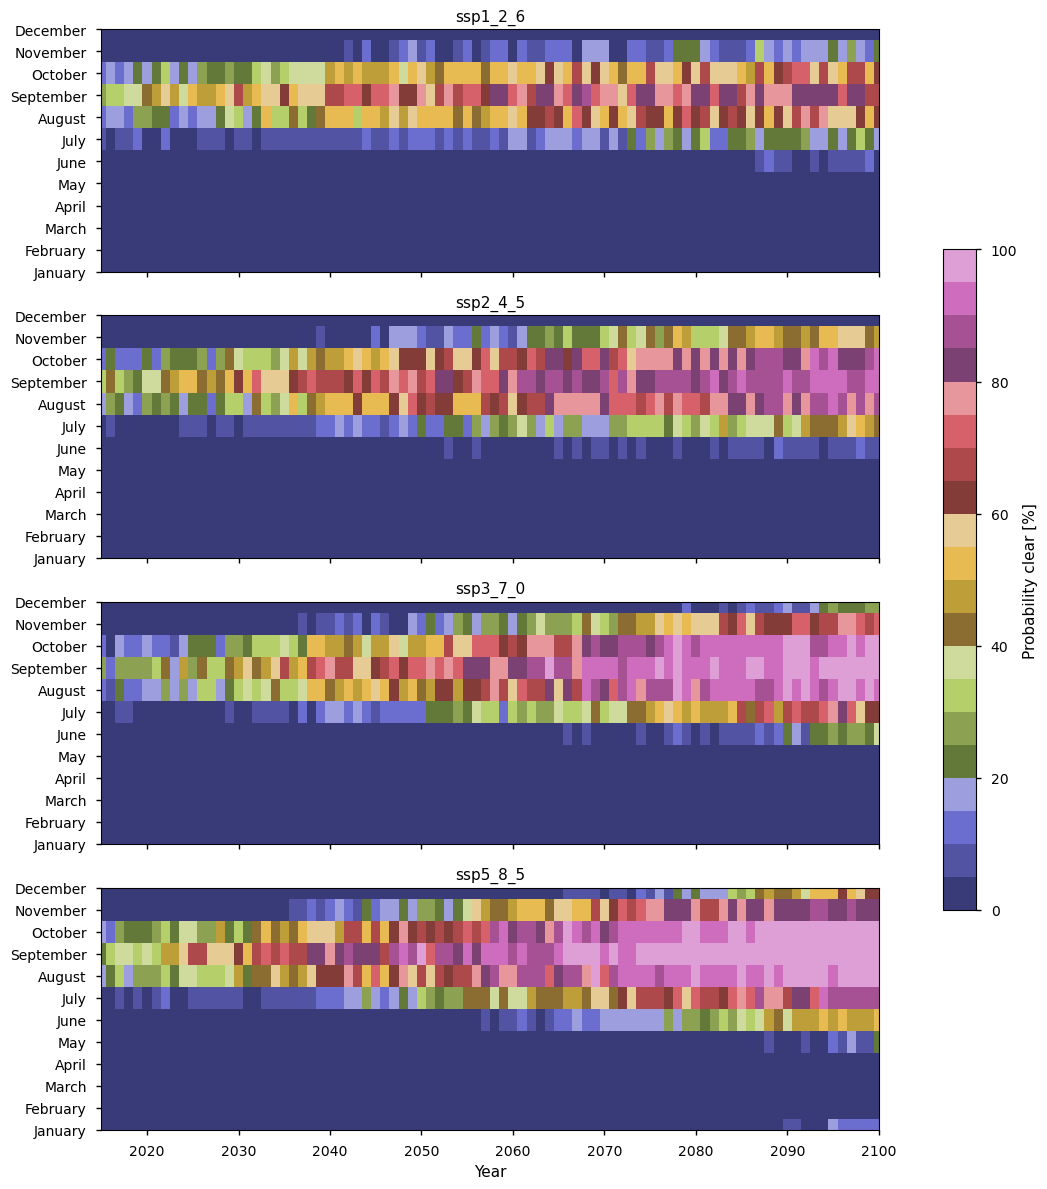 ssp1_2_6
December
November
October
September
August
July
June
May
April
March
February
January
ssp2_4_5
December
November
October
September
August
July
June
May
April
March
February
January
ssp3_7_0
December
November
October
September
August
July
June
May
April
March
February
January
ssp5_8_5
December
November
October
September
August
July
June
May
April
March
February
January
2020 2030 2040 2050 2060 2070 2080 2090 2100
Year
100
80
60
40
20
0
Probability clear [%]